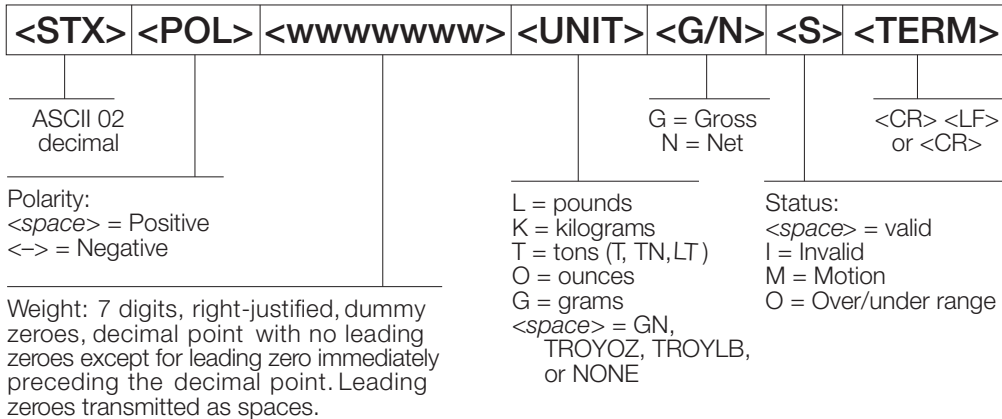 <STX> <POL> <wwwwwww> <UNIT> <G/N> <S> <TERM>
ASCII 02
decimal
G = Gross
N = Net
<CR> <LF>
or <CR>
Polarity:
<space> = Positive
<–> = Negative
L = pounds
K = kilograms
T = tons (T, TN, LT)
O = ounces
G = grams
<space> = GN,
TROYOZ, TROYLB,
or NONE
Status:
<space> = valid
I = Invalid
M = Motion
O = Over/under range
Weight: 7 digits, right-justified, dummy
zeroes, decimal point with no leading
zeroes except for leading zero immediately
preceding the decimal point. Leading
zeroes transmitted as spaces.